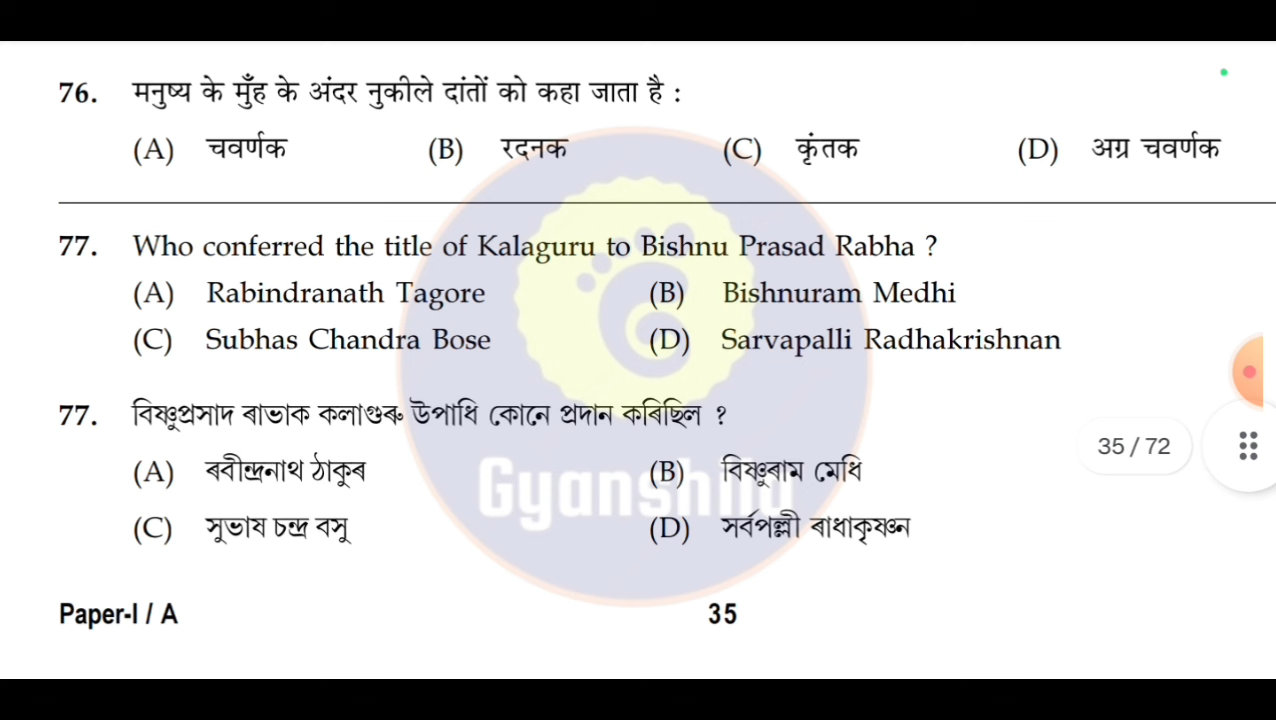 76. मनुष्य के मुँह के अंदर नुकीले दांतों को कहा जाता है :
(A) चवर्णक (B) रदनक (C) कृंतक (D) अग्र चवर्णक
77. Who conferred the title of Kalaguru to Bishnu Prasad Rabha ?
(A) Rabindranath Tagore (B) Bishnuram Medhi
(C) Subhas Chandra Bose (D) Sarvapalli Radhakrishnan
77. বিষ্ণুপ্ৰসাদ ৰাভাক কলাগুৰু উপাধি কোনে প্ৰদান কৰিছিল ?
(A) ৰবীন্দ্ৰনাথ ঠাকুৰ (B) বিষ্ণুৰাম মেধি
(C) সুভাষ চন্দ্ৰ বসু (D) সৰ্বপল্লী ৰাধাকৃষ্ণন
35 / 72
Gyanshila
Paper-I / A 35